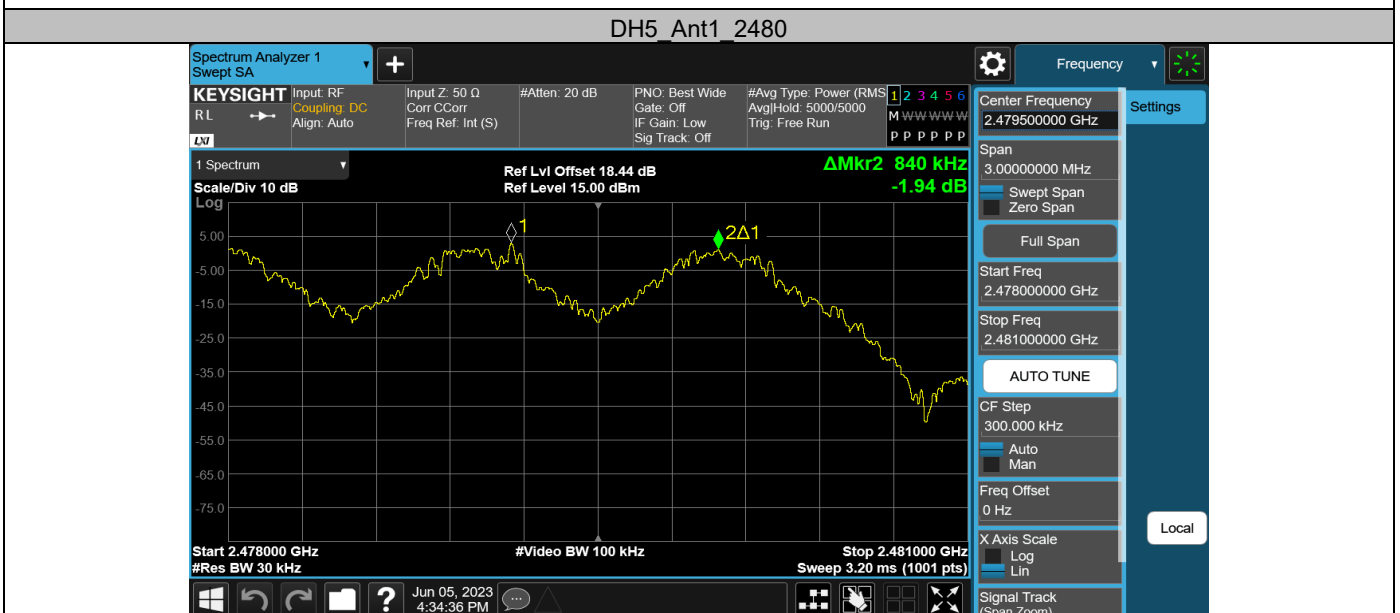 DH5_Ant1_2480
Spectrum Analyzer 1
Swept SA
Frequency
KEYSIGHT
RL
LXI
Input: RF
Coupling: DC
Align: Auto
Input Z: 50 Ω
Corr CCorr
Freq Ref: Int (S)
#Atten: 20 dB
PNO: Best Wide
Gate: Off
IF Gain: Low
Sig Track: Off
#Avg Type: Power (RMS
Avg|Hold: 5000/5000
Trig: Free Run
1 2 3 4 5 6
M W W W W W
P P P P P P
Center Frequency
2.479500000 GHz
Settings
Span
3.00000000 MHz
Swept Span
Zero Span
Full Span
Start Freq
2.478000000 GHz
Stop Freq
2.481000000 GHz
AUTO TUNE
CF Step
300.000 kHz
Auto
Man
Freq Offset
0 Hz
X Axis Scale
Log
Lin
Signal Track
(Span Zoom)
Local
1 Spectrum
Scale/Div 10 dB
Log
Ref Lvl Offset 18.44 dB
Ref Level 15.00 dBm
ΔMkr2 840 kHz
-1.94 dB
1
2Δ1
5.00
-5.00
-15.0
-25.0
-35.0
-45.0
-55.0
-65.0
-75.0
Start 2.478000 GHz
#Res BW 30 kHz
#Video BW 100 kHz
Stop 2.481000 GHz
Sweep 3.20 ms (1001 pts)
?
Jun 05, 2023
4:34:36 PM